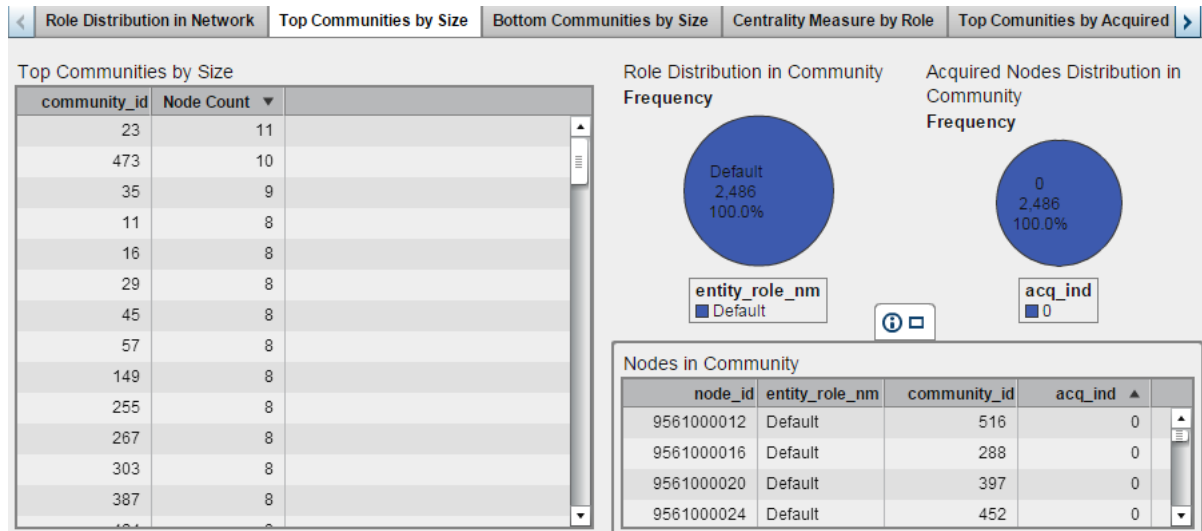 Role Distribution in Network Top Communities by Size Bottom Communities by Size Centrality Measure by Role Top Comunities by Acquired
Top Communities by Size
community_id Node Count
23 11
473 10
35 9
11 8
16 8
29 8
45 8
57 8
149 8
255 8
267 8
303 8
387 8
Role Distribution in Community
Frequency
Default
2,486
100.0%
entity_role_nm
Default
Acquired Nodes Distribution in
Community
Frequency
0
2,486
100.0%
acq_ind
0
Nodes in Community
node_id entity_role_nm community_id acq_ind
9561000012 Default 516 0
9561000016 Default 288 0
9561000020 Default 397 0
9561000024 Default 452 0